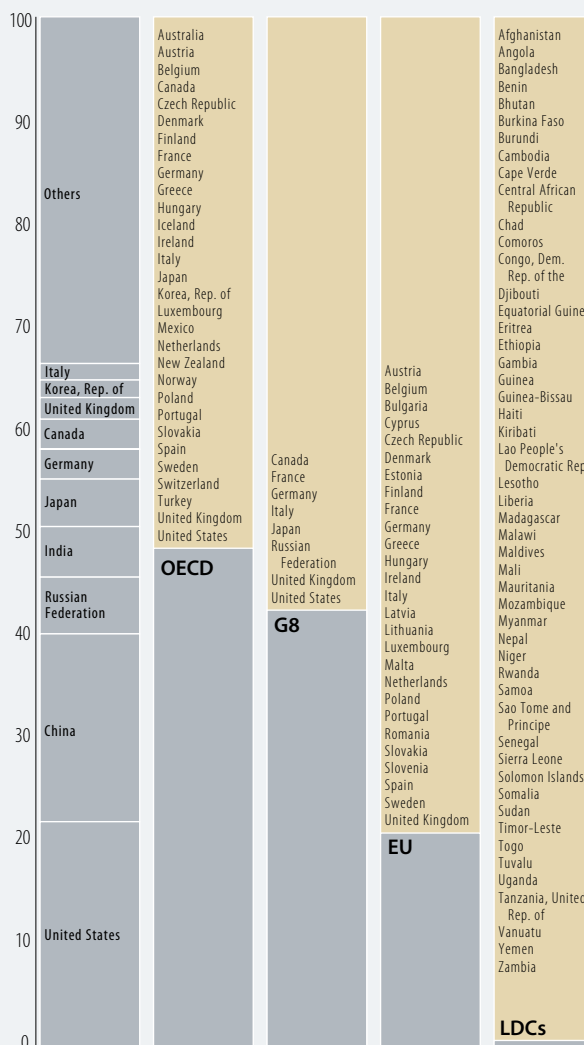 100
90
80
70
60
50
40
30
20
10
0
Others
Italy
Korea, Rep. of
United Kingdom
Canada
Germany
Japan
India
Russian
Federation
China
United States
Australia
Austria
Belgium
Canada
Czech Republic
Denmark
Finland
France
Germany
Greece
Hungary
Iceland
Ireland
Italy
Japan
Korea, Rep. of
Luxembourg
Mexico
Netherlands
New Zealand
Norway
Poland
Portugal
Slovakia
Spain
Sweden
Switzerland
Turkey
United Kingdom
United States
OECD
Canada
France
Germany
Italy
Japan
Russian
Federation
United Kingdom
United States
G8
Austria
Belgium
Bulgaria
Cyprus
Czech Republic
Denmark
Estonia
Finland
France
Germany
Greece
Hungary
Ireland
Italy
Latvia
Lithuania
Luxembourg
Malta
Netherlands
Poland
Portugal
Romania
Slovakia
Slovenia
Spain
Sweden
United Kingdom
EU
Afghanistan
Angola
Bangladesh
Benin
Bhutan
Burkina Faso
Burundi
Cambodia
Cape Verde
Central African
Republic
Chad
Comoros
Congo, Dem.
Rep. of the
Djibouti
Equatorial Guine
Eritrea
Ethiopia
Gambia
Guinea
Guinea-Bissau
Haiti
Kiribati
Lao People's
Democratic Rep
Lesotho
Liberia
Madagascar
Malawi
Maldives
Mali
Mauritania
Mozambique
Myanmar
Nepal
Niger
Rwanda
Samoa
Sao Tome and
Principe
Senegal
Sierra Leone
Solomon Islands
Somalia
Sudan
Timor-Leste
Togo
Tuvalu
Uganda
Tanzania, United
Rep. of
Vanuatu
Yemen
Zambia
LDCs